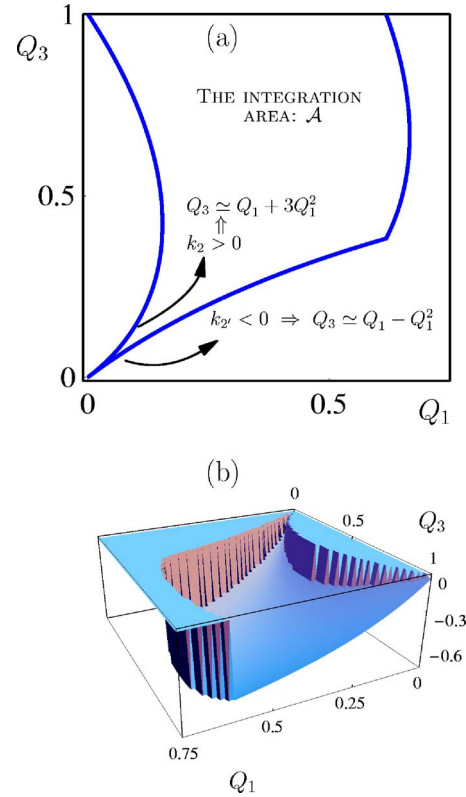 (a)
1
Q₃
THE INTEGRATION
AREA: 𝒜
0.5
Q₃ ≃ Q₁ + 3Q₁²
⇑
k₂ > 0
k₂′ < 0 ⇒ Q₃ ≃ Q₁ − Q₁²
0
0 0.5
Q₁
(b)
0
0.5
Q₃
1
0
−0.3
−0.6
0
0.25
0.5
0.75
Q₁